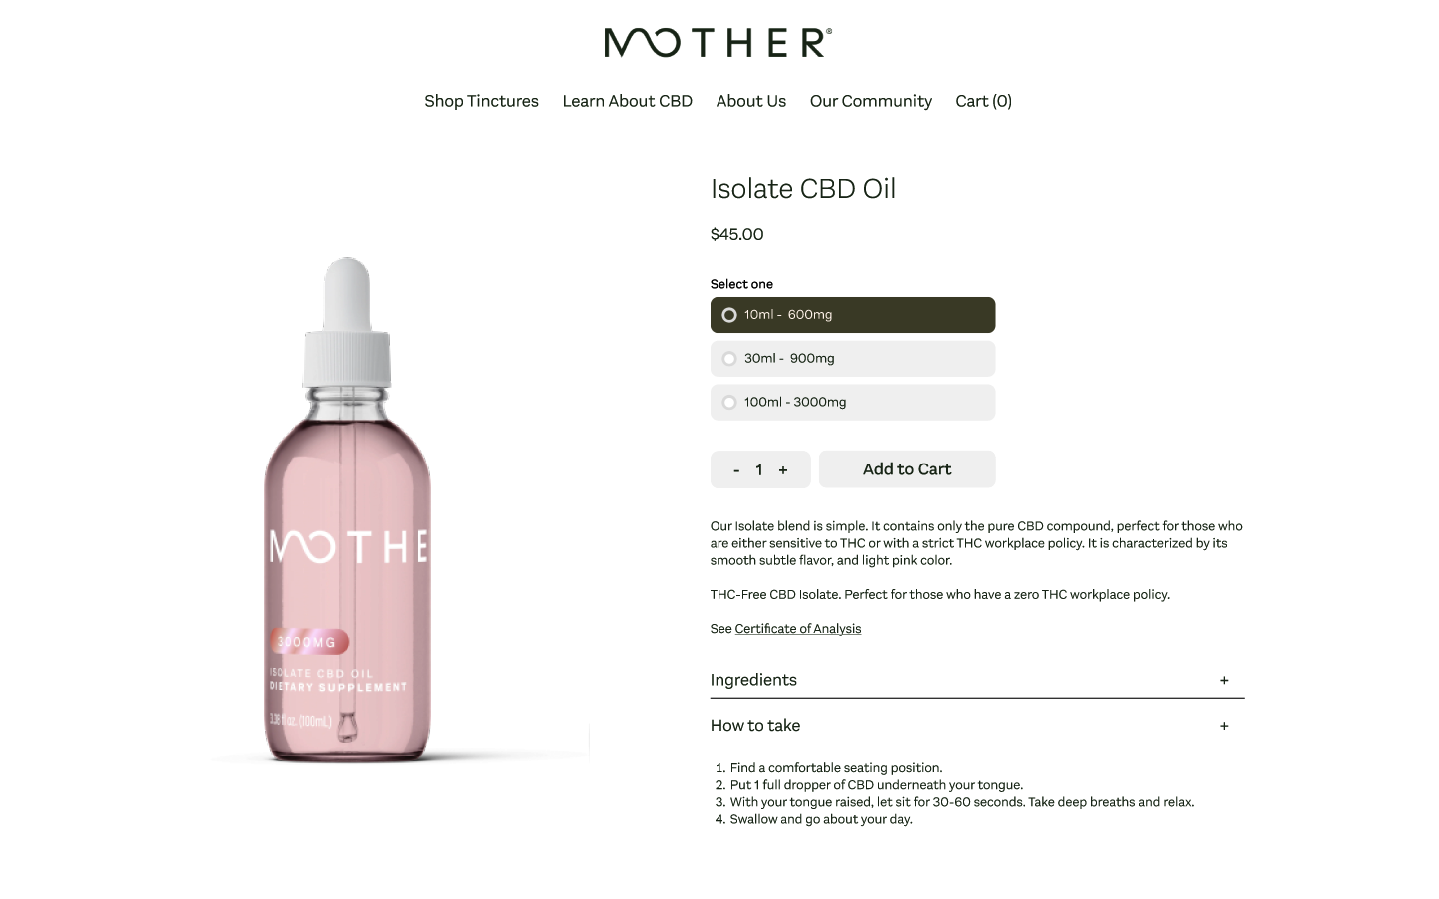 MOTHER®
Shop Tinctures Learn About CBD About Us Our Community Cart (0)
Isolate CBD Oil
$45.00
Select one
10ml - 600mg
30ml - 900mg
100ml - 3000mg
- 1 + Add to Cart
Our Isolate blend is simple. It contains only the pure CBD compound, perfect for those who
are either sensitive to THC or with a strict THC workplace policy. It is characterized by its
smooth subtle flavor, and light pink color.
THC-Free CBD Isolate. Perfect for those who have a zero THC workplace policy.
See Certificate of Analysis
Ingredients +
How to take +
1. Find a comfortable seating position.
2. Put 1 full dropper of CBD underneath your tongue.
3. With your tongue raised, let sit for 30-60 seconds. Take deep breaths and relax.
4. Swallow and go about your day.
MOTHE
3000MG
ISOLATE CBD OIL
DIETARY SUPPLEMENT
3.38 fl oz. (100mL)